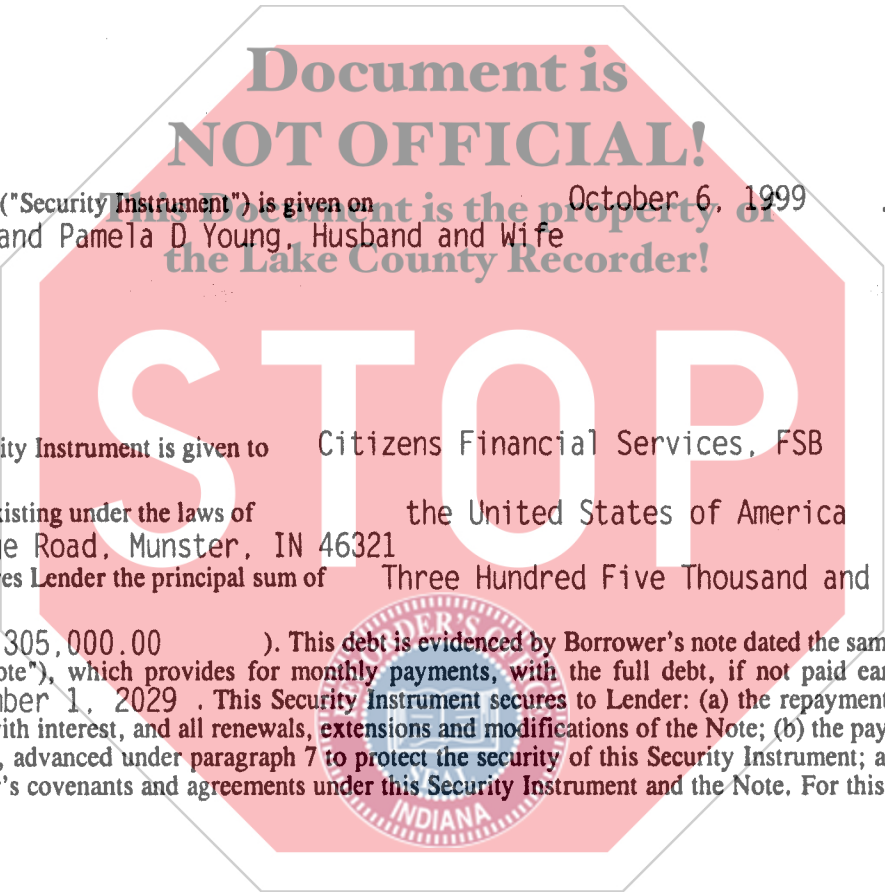 Document is
NOT OFFICIAL!
("Security Instrument") is given on October 6, 1999
This Document is the property of
and Pamela D Young, Husband and Wife
the Lake County Recorder!
STOP
ity Instrument is given to Citizens Financial Services, FSB
xisting under the laws of the United States of America
ge Road, Munster, IN 46321
es Lender the principal sum of Three Hundred Five Thousand and
305,000.00 ). This debt is evidenced by Borrower's note dated the sam
ote"), which provides for monthly payments, with the full debt, if not paid ear
mber 1, 2029 . This Security Instrument secures to Lender: (a) the repayment
ith interest, and all renewals, extensions and modifications of the Note; (b) the pay
, advanced under paragraph 7 to protect the security of this Security Instrument; a
's covenants and agreements under this Security Instrument and the Note. For this
RECORDER'S OFFICE
SEAL
INDIANA